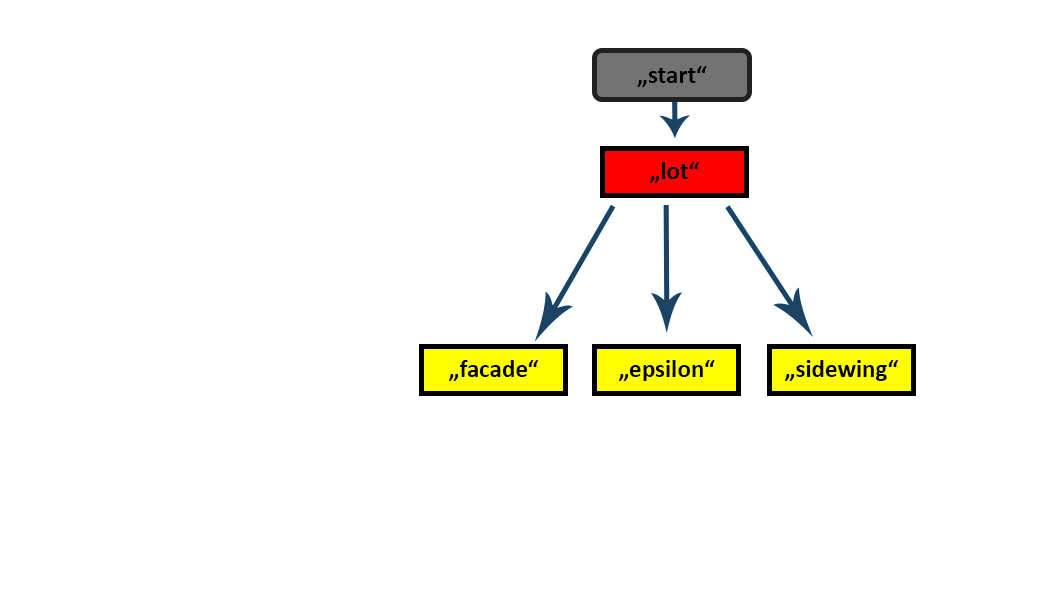 „start“
„lot“
„facade“
„epsilon“
„sidewing“